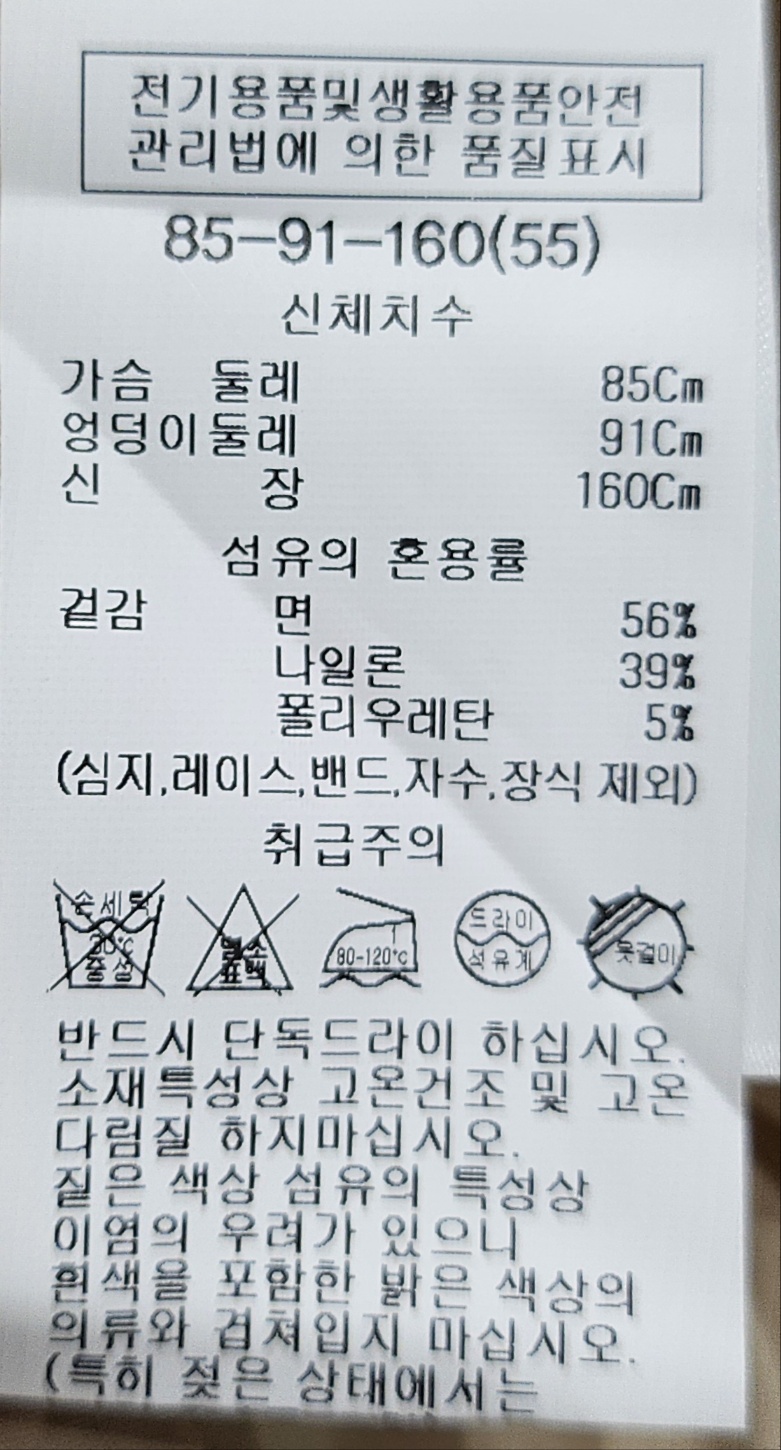 전기용품및생활용품안전
관리법에 의한 품질표시
85-91-160(55)
신체치수
가슴 둘레 85Cm
엉덩이둘레 91Cm
신 장 160Cm
섬유의 혼용률
겉감 면 56%
나일론 39%
폴리우레탄 5%
(심지,레이스,밴드,자수,장식 제외)
취급주의
손세탁
30℃
중성
염소
표백
80-120℃
드라이
석유계
옷걸이
반드시 단독드라이 하십시오.
소재특성상 고온건조 및 고온
다림질 하지마십시오.
짙은 색상 섬유의 특성상
이염의 우려가 있으니
흰색을 포함한 밝은 색상의
의류와 겹쳐입지 마십시오.
(특히 젖은 상태에서는